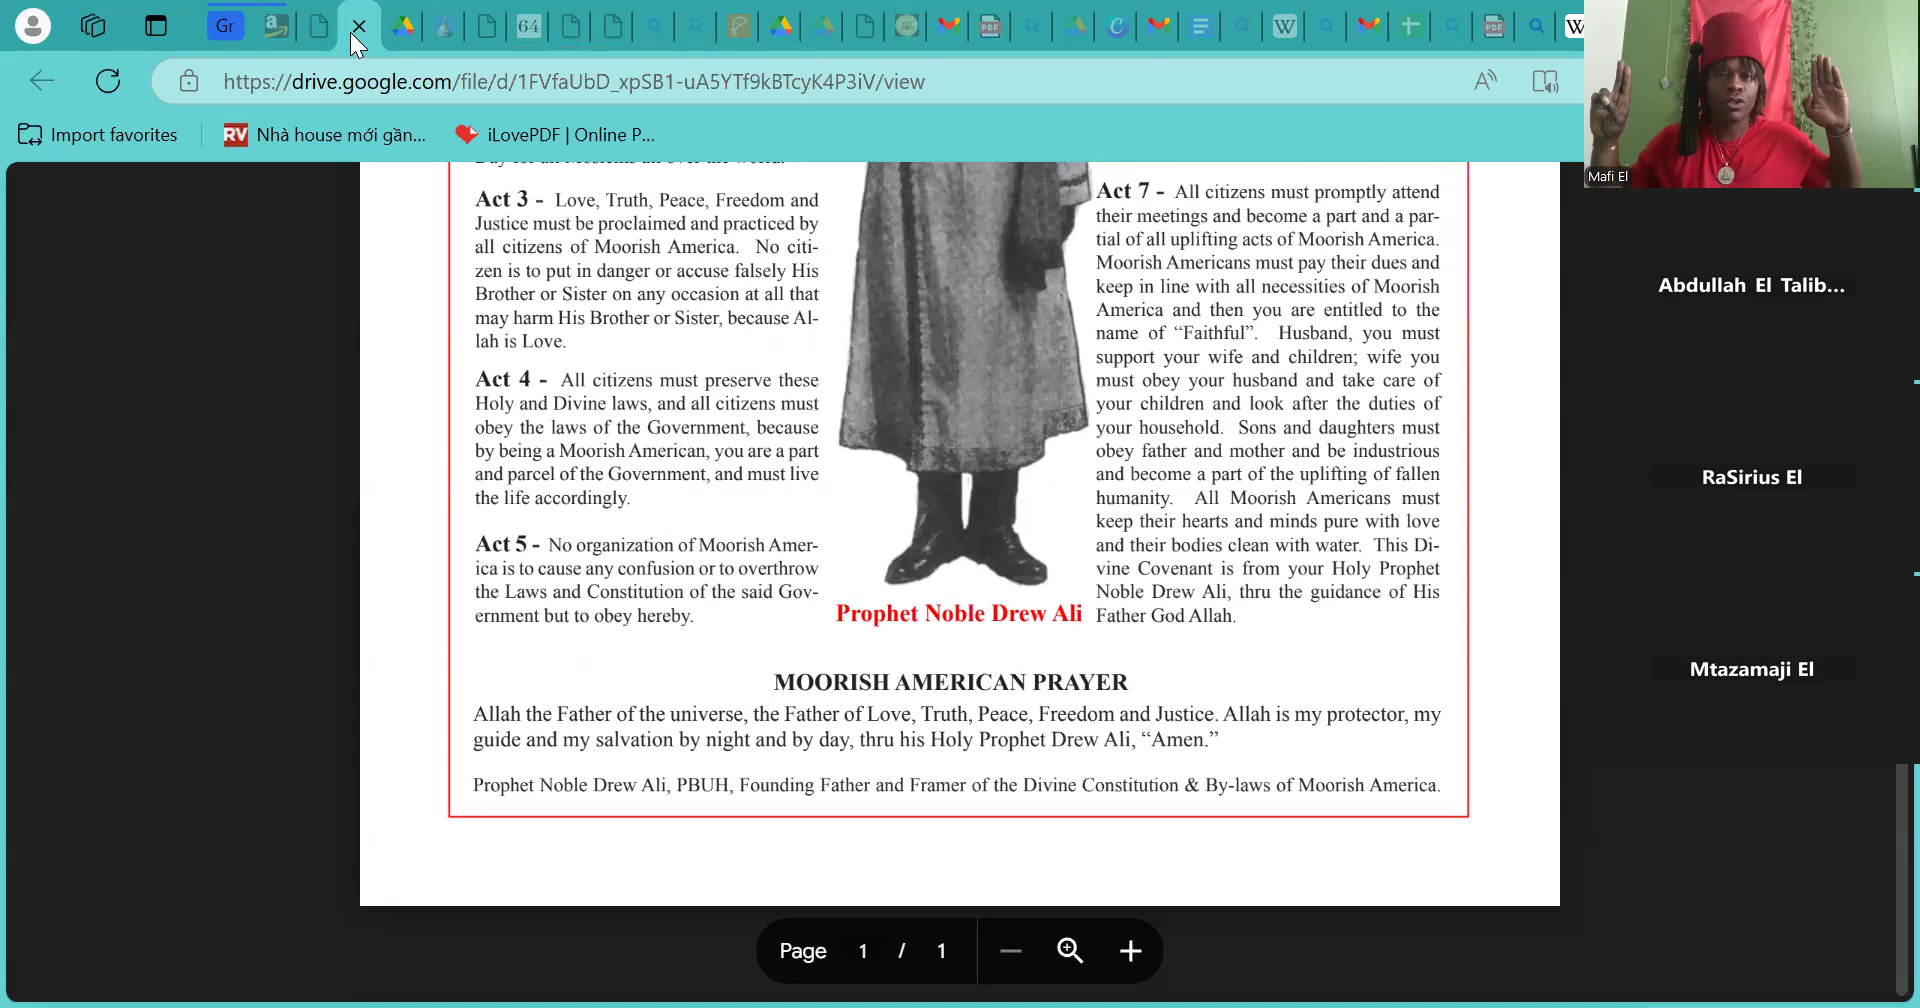 Gr
64
https://drive.google.com/file/d/1FVfaUbD_xpSB1-uA5YTf9kBTcyK4P3iV/view
Import favorites
RV Nhà house mới gần...
iLovePDF | Online P...
Act 3 - Love, Truth, Peace, Freedom and
Justice must be proclaimed and practiced by
all citizens of Moorish America. No citi-
zen is to put in danger or accuse falsely His
Brother or Sister on any occasion at all that
may harm His Brother or Sister, because Al-
lah is Love.
Act 4 - All citizens must preserve these
Holy and Divine laws, and all citizens must
obey the laws of the Government, because
by being a Moorish American, you are a part
and parcel of the Government, and must live
the life accordingly.
Act 5 - No organization of Moorish Amer-
ica is to cause any confusion or to overthrow
the Laws and Constitution of the said Gov-
ernment but to obey hereby.
Prophet Noble Drew Ali
Act 7 - All citizens must promptly attend
their meetings and become a part and a par-
tial of all uplifting acts of Moorish America.
Moorish Americans must pay their dues and
keep in line with all necessities of Moorish
America and then you are entitled to the
name of “Faithful”. Husband, you must
support your wife and children; wife you
must obey your husband and take care of
your children and look after the duties of
your household. Sons and daughters must
obey father and mother and be industrious
and become a part of the uplifting of fallen
humanity. All Moorish Americans must
keep their hearts and minds pure with love
and their bodies clean with water. This Di-
vine Covenant is from your Holy Prophet
Noble Drew Ali, thru the guidance of His
Father God Allah.
MOORISH AMERICAN PRAYER
Allah the Father of the universe, the Father of Love, Truth, Peace, Freedom and Justice. Allah is my protector, my
guide and my salvation by night and by day, thru his Holy Prophet Drew Ali, “Amen.”
Prophet Noble Drew Ali, PBUH, Founding Father and Framer of the Divine Constitution & By-laws of Moorish America.
Page 1 / 1
Mafi El
Abdullah El Talib...
RaSirius El
Mtazamaji El